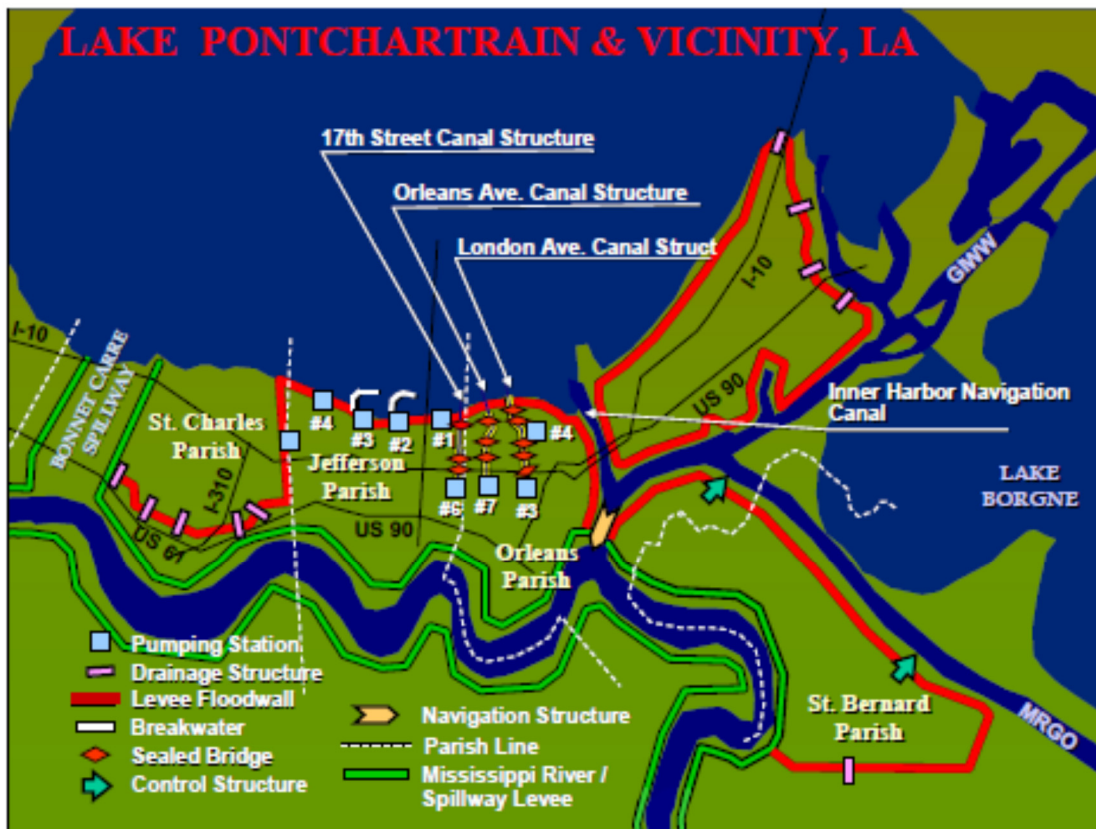 LAKE PONTCHARTRAIN & VICINITY, LA
17th Street Canal Structure
Orleans Ave. Canal Structure
London Ave. Canal Struct
I-10
GIWW
I-10
BONNET CARRE
SPILLWAY
US 90
Inner Harbor Navigation
Canal
St. Charles
Parish
#4
#3
#2
#1
#4
Jefferson
Parish
LAKE
BORGNE
I-310
#6
#7
#3
US 61
US 90
Orleans
Parish
Pumping Station
Drainage Structure
Levee Floodwall
Breakwater
Sealed Bridge
Control Structure
Navigation Structure
Parish Line
Mississippi River /
Spillway Levee
St. Bernard
Parish
MRGO